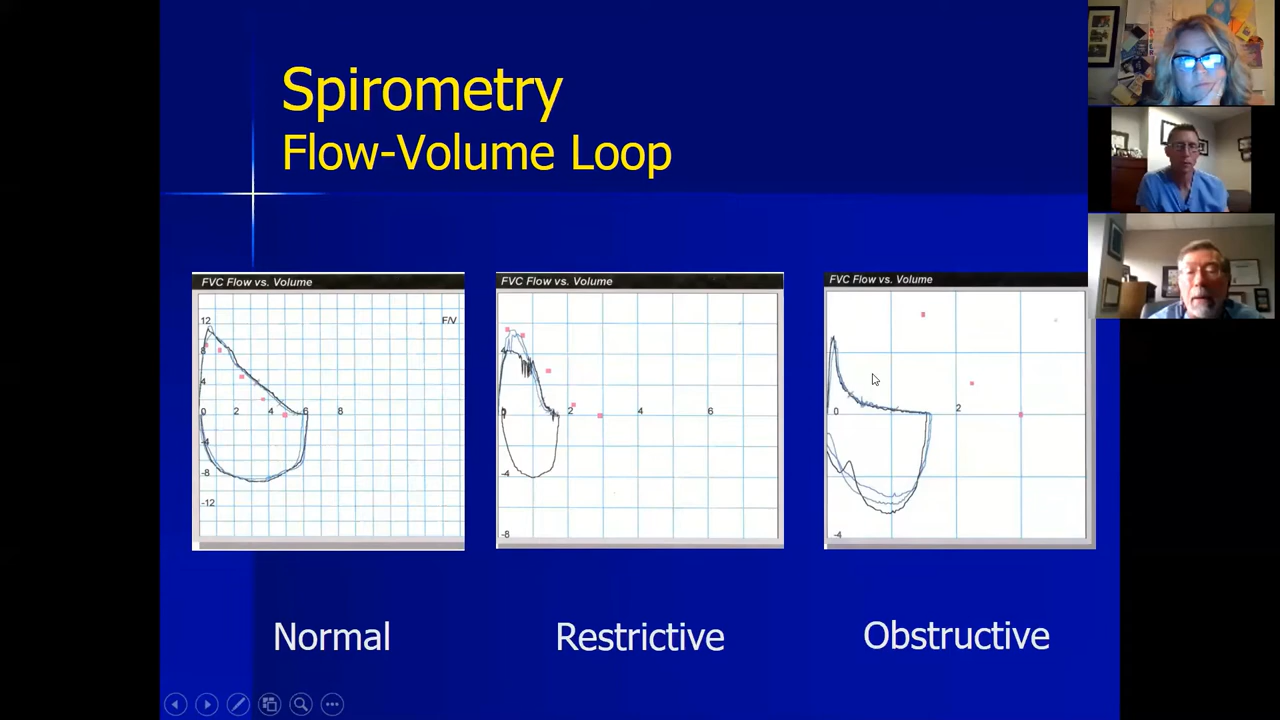 Spirometry
Flow-Volume Loop
FVC Flow vs. Volume
12
F/V
8
4
0 2 4 6 8
-4
-8
-12
FVC Flow vs. Volume
4
0 2 4 6
-4
-8
FVC Flow vs. Volume
0 2
-4
Normal
Restrictive
Obstructive